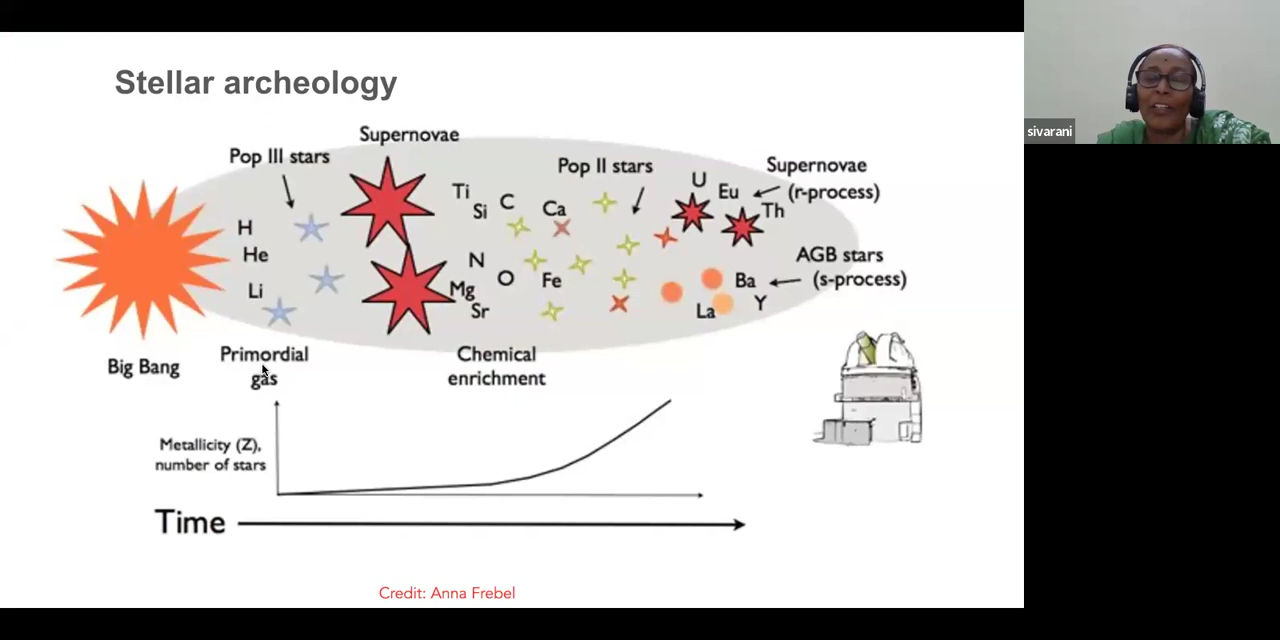 Stellar archeology
sivarani
Supernovae
Pop III stars
Pop II stars
Supernovae
(r-process)
U
Eu
Th
Ti
Si
C
Ca
H
He
Li
N
O
Fe
Mg
Sr
AGB stars
(s-process)
Ba
La
Y
Big Bang
Primordial
gas
Chemical
enrichment
Metallicity (Z),
number of stars
Time
Credit: Anna Frebel